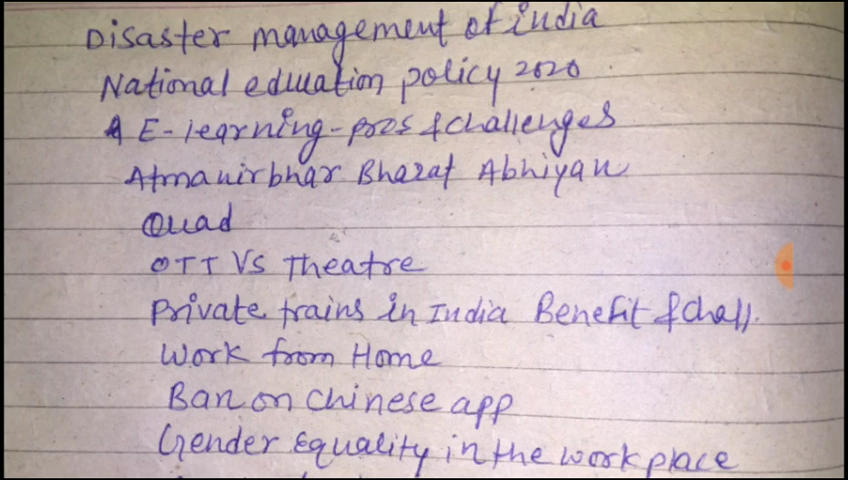 Disaster management of india
National education policy 2020
E-learning-pros & challenges
Atmanirbhar Bharat Abhiyan
Quad
OTT VS Theatre
Private trains in India Benefit & chall.
Work from Home
Ban on chinese app
Gender Equality in the workplace